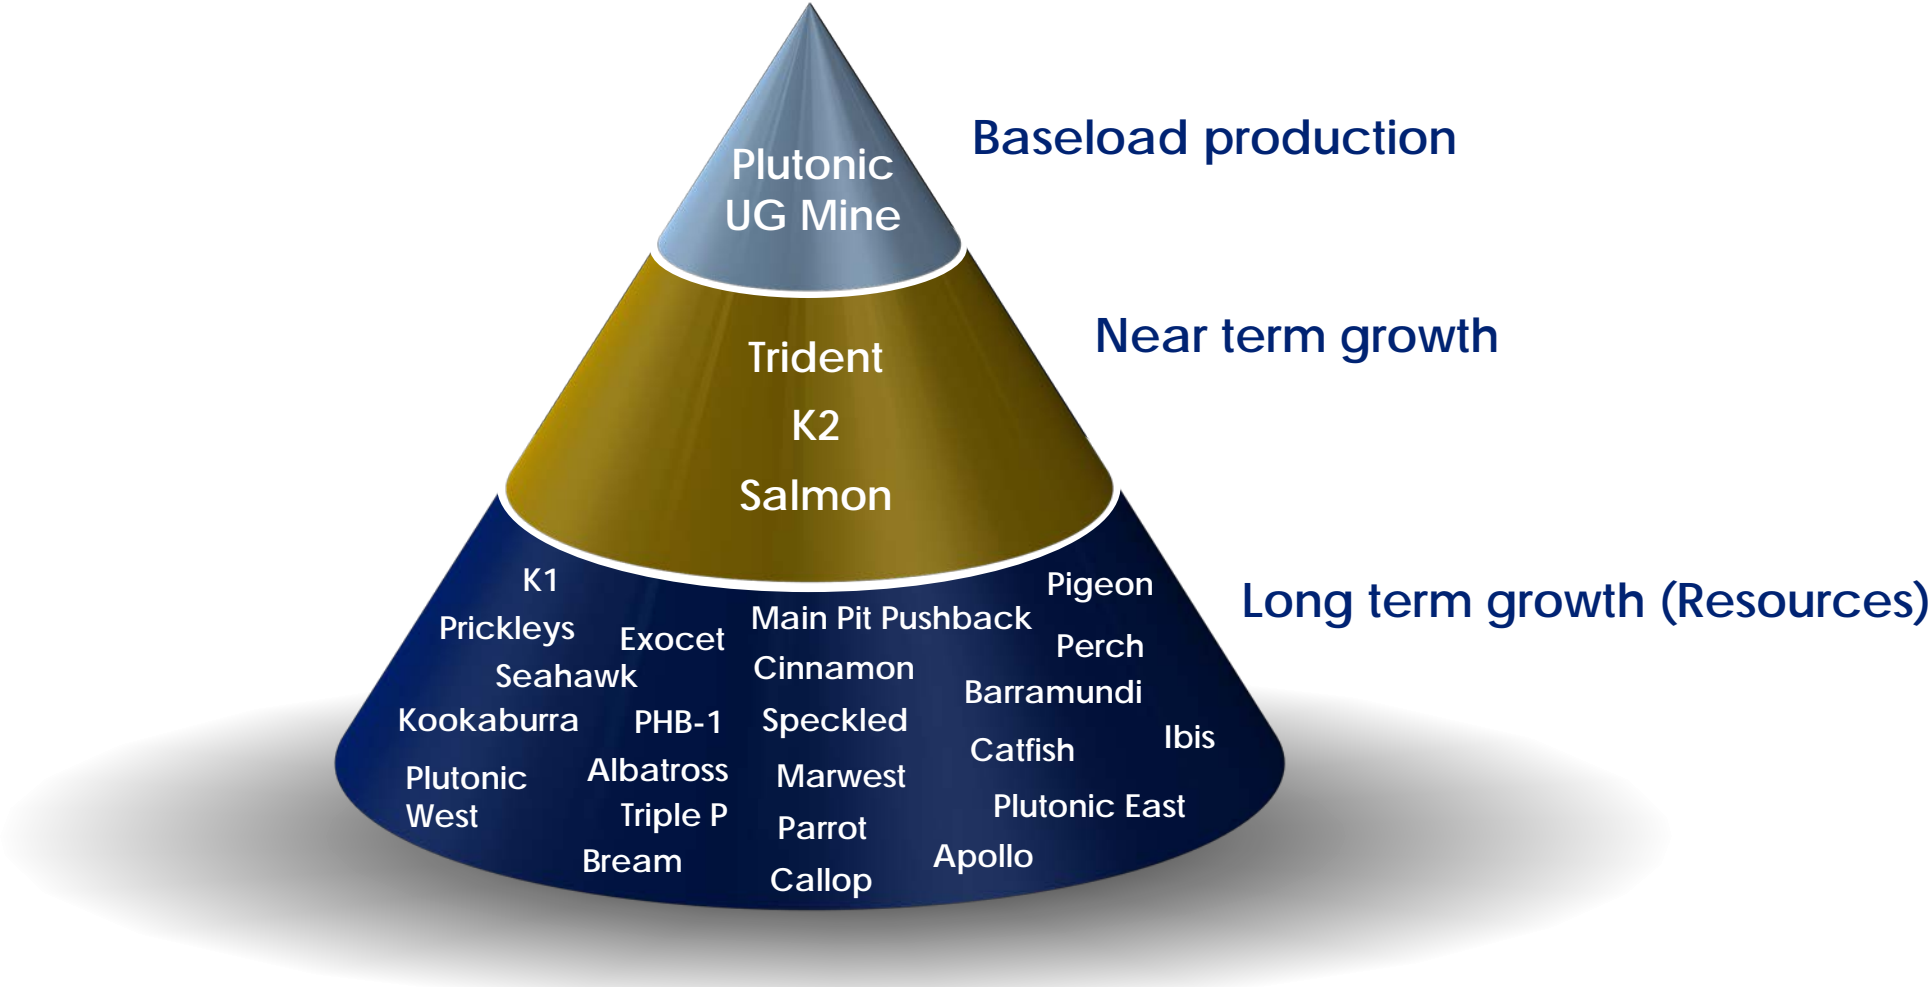 Baseload production
Plutonic
UG Mine
Near term growth
Trident
K2
Salmon
Long term growth (Resources)
K1
Prickleys
Exocet
Seahawk
Kookaburra
PHB-1
Plutonic
West
Albatross
Triple P
Bream
Main Pit Pushback
Cinnamon
Speckled
Marwest
Parrot
Callop
Pigeon
Perch
Barramundi
Catfish
Ibis
Plutonic East
Apollo